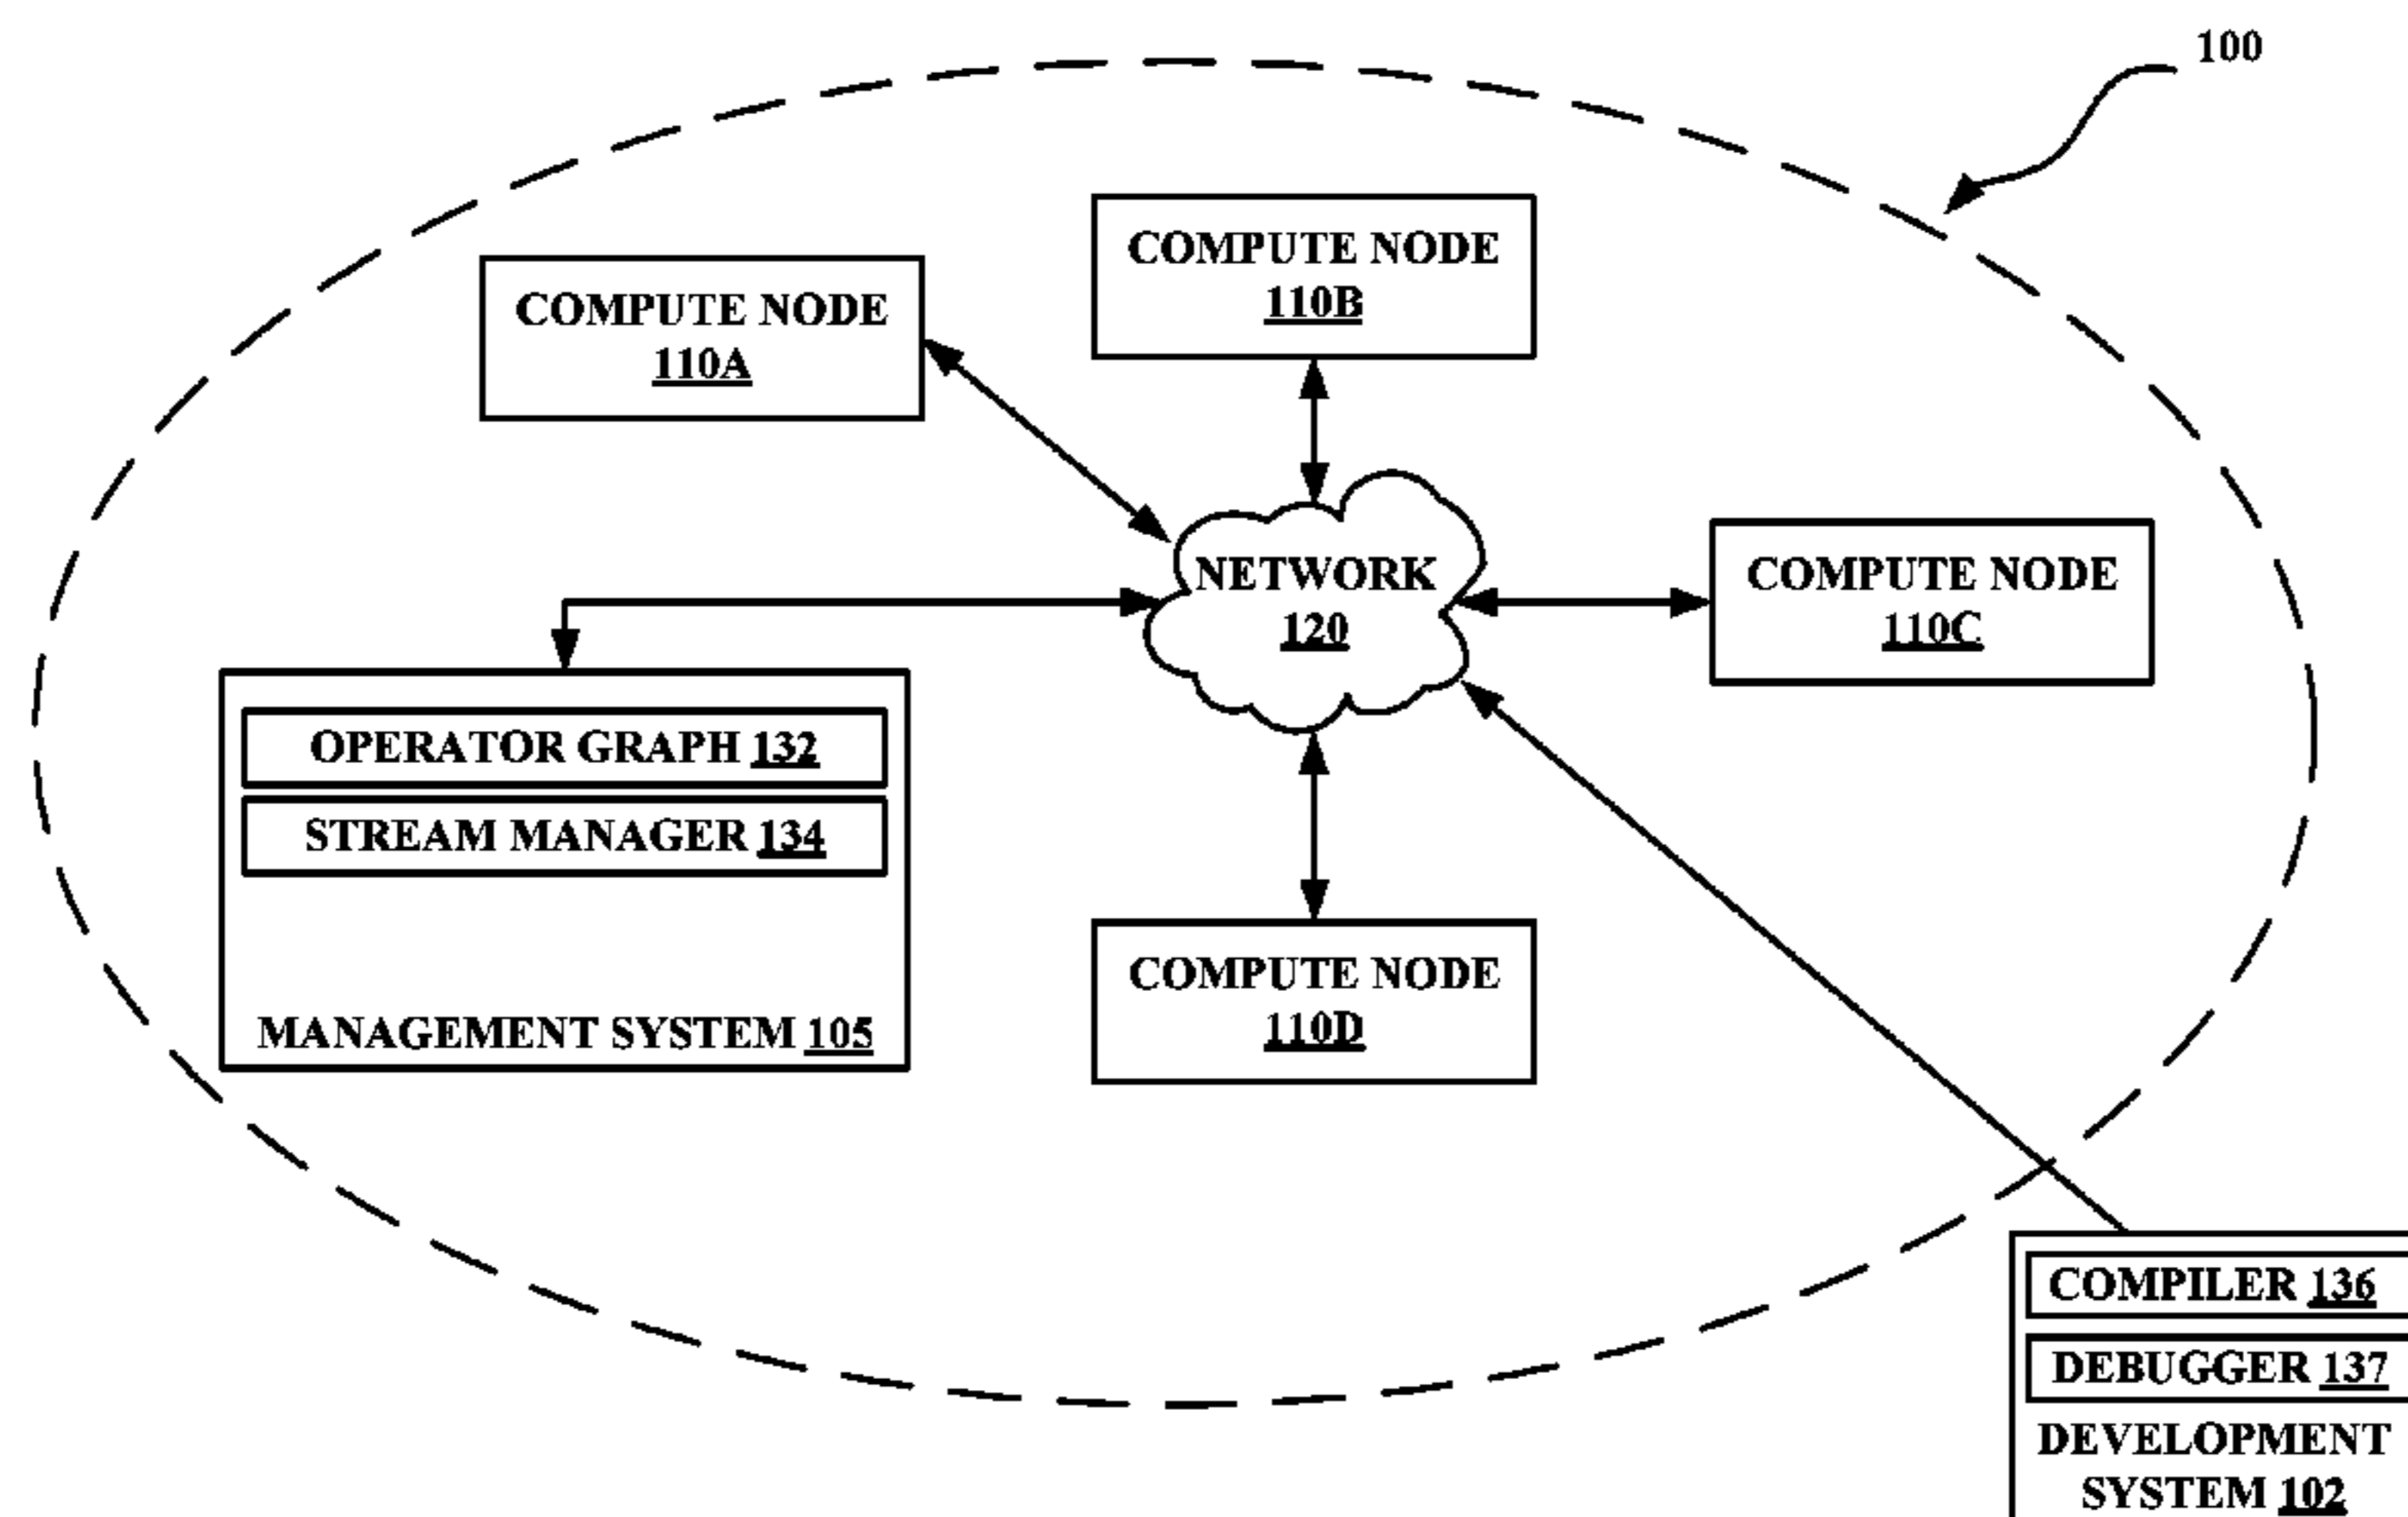 100
COMPUTE NODE
110B
COMPUTE NODE
110A
NETWORK
120
COMPUTE NODE
110C
OPERATOR GRAPH 132
STREAM MANAGER 134
MANAGEMENT SYSTEM 105
COMPUTE NODE
110D
COMPILER 136
DEBUGGER 137
DEVELOPMENT
SYSTEM 102